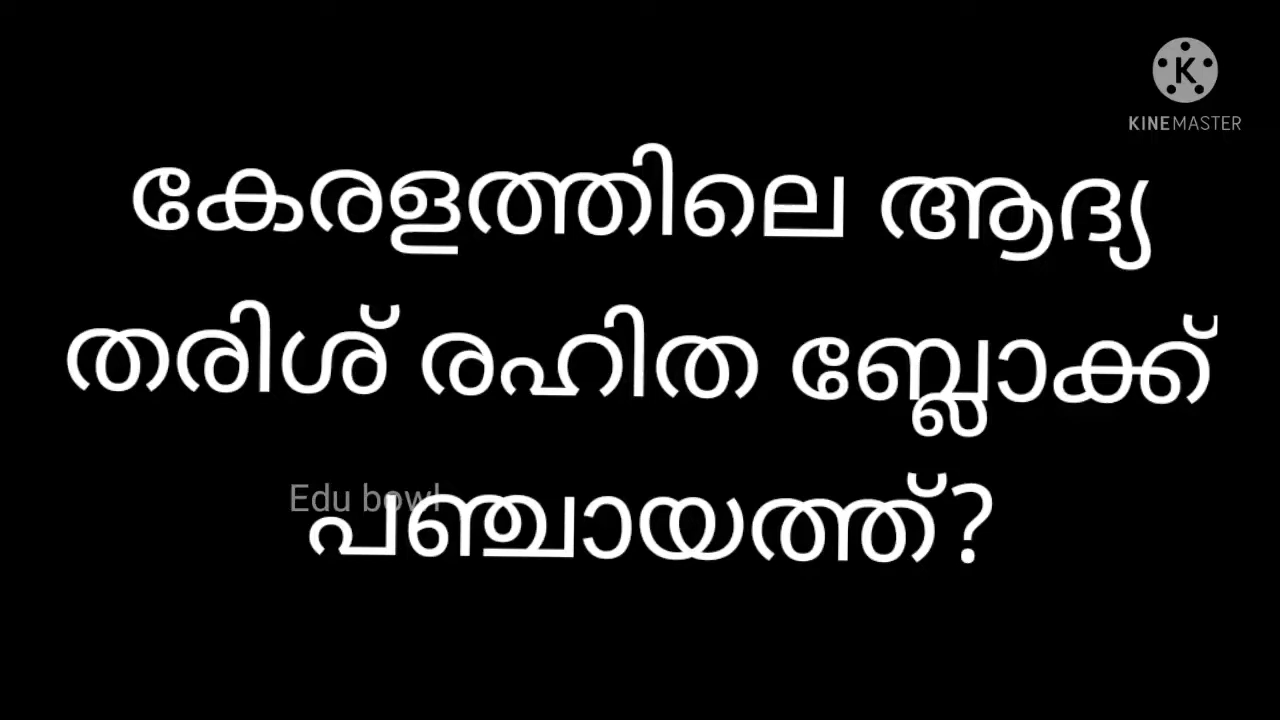 KINEMASTER
കേരളത്തിലെ ആദ്യ
തരിശ് രഹിത ബ്ലോക്ക്
Edu bowl
പഞ്ചായത്ത്?